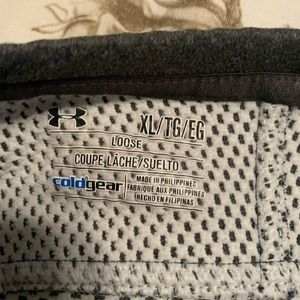 XL/TG/EG
LOOSE
COUPE LÂCHE/SUELTO
coldgear
MADE IN PHILIPPINES
FABRIQUÉ AUX PHILIPPINES
HECHO EN FILIPINAS